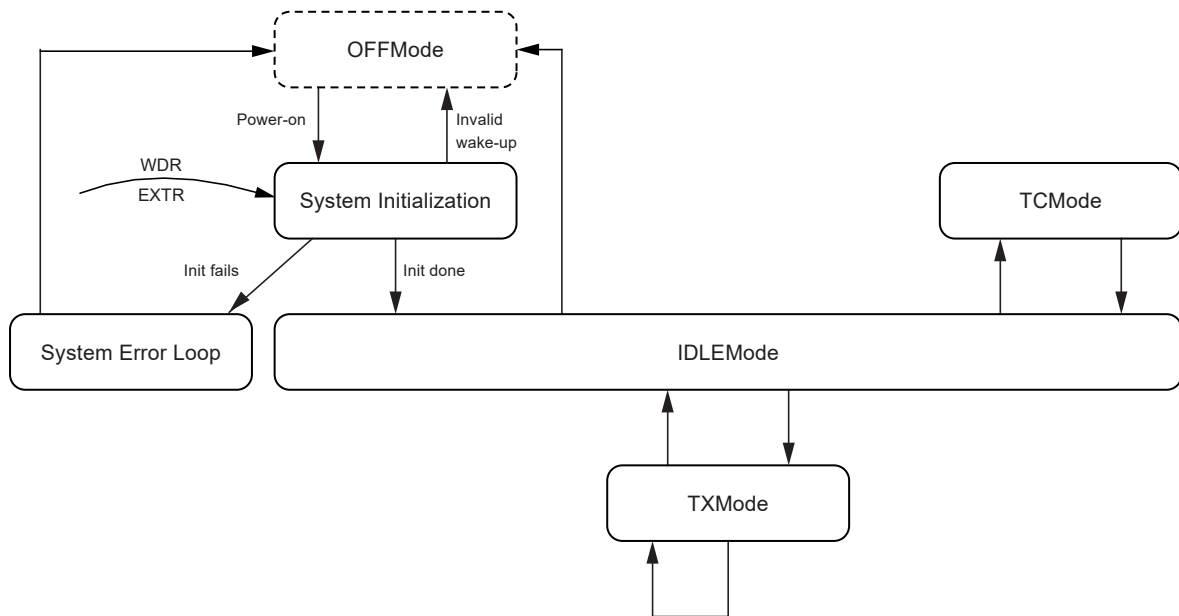 OFFMode
Power-on
Invalid
wake-up
WDR
EXTR
System Initialization
TCMode
Init fails
Init done
System Error Loop
IDLEMode
TXMode